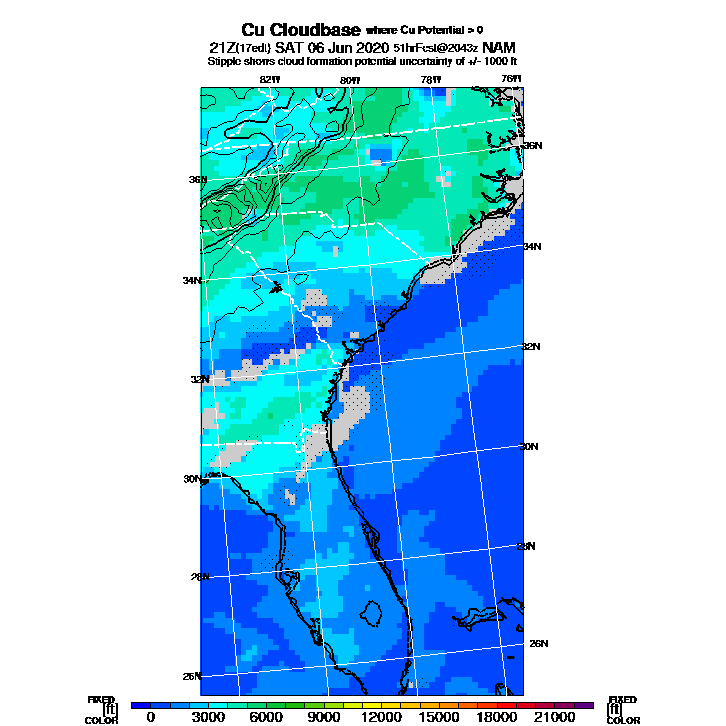 Cu Cloudbase where Cu Potential > 0
21Z(17edt) SAT 06 Jun 2020 51hrFcst@2043z NAM
Stipple shows cloud formation potential uncertainty of +/- 1000 ft
82W 80W 78W 76W
36N
36N
34N
34N
32N
32N
30N
30N
28N
28N
26N
26N
FIXED FIXED
[ft] [ft]
COLOR COLOR
0 3000 6000 9000 12000 15000 18000 21000